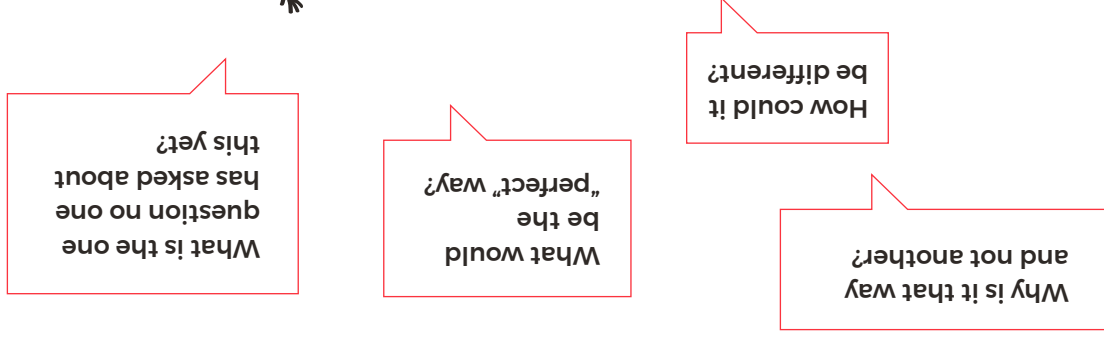 Why is it that way
and not another?
How could it
be different?
What would
be the
"perfect" way?
What is the one
question no one
has asked about
this yet?